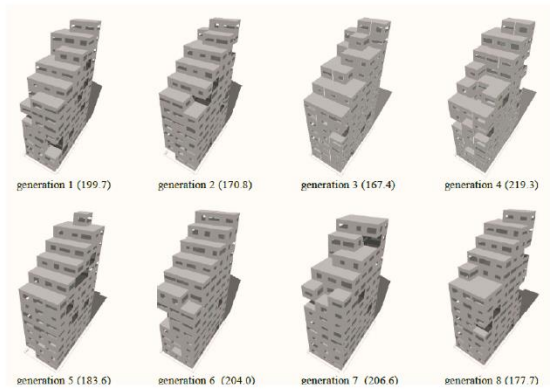 generation 1 (199.7)
generation 2 (170.8)
generation 3 (167.4)
generation 4 (219.3)
generation 5 (183.6)
generation 6 (204.0)
generation 7 (206.6)
generation 8 (177.7)